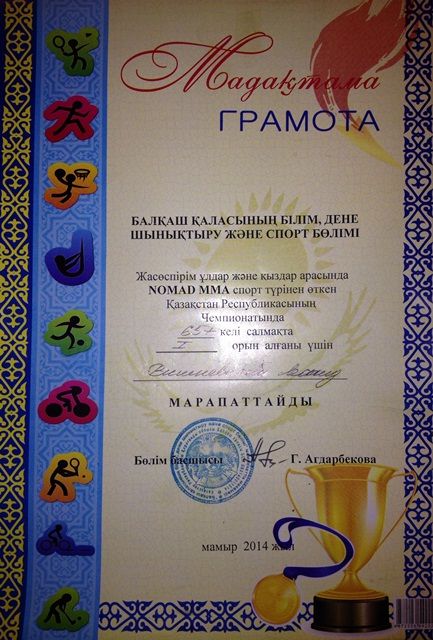 Мадақтама
ГРАМОТА
БАЛҚАШ ҚАЛАСЫНЫҢ БІЛІМ, ДЕНЕ
ШЫНЫҚТЫРУ ЖӘНЕ СПОРТ БӨЛІМІ
Жасөспірім ұлдар және қыздар арасында
NOMAD MMA спорт түрінен өткен
Қазақстан Республикасының
Чемпионатында
келі салмақта
I орын алғаны үшін
МАРАПАТТАЙДЫ
Бөлім басшысы Г. Агдарбекова
мамыр 2014 жыл